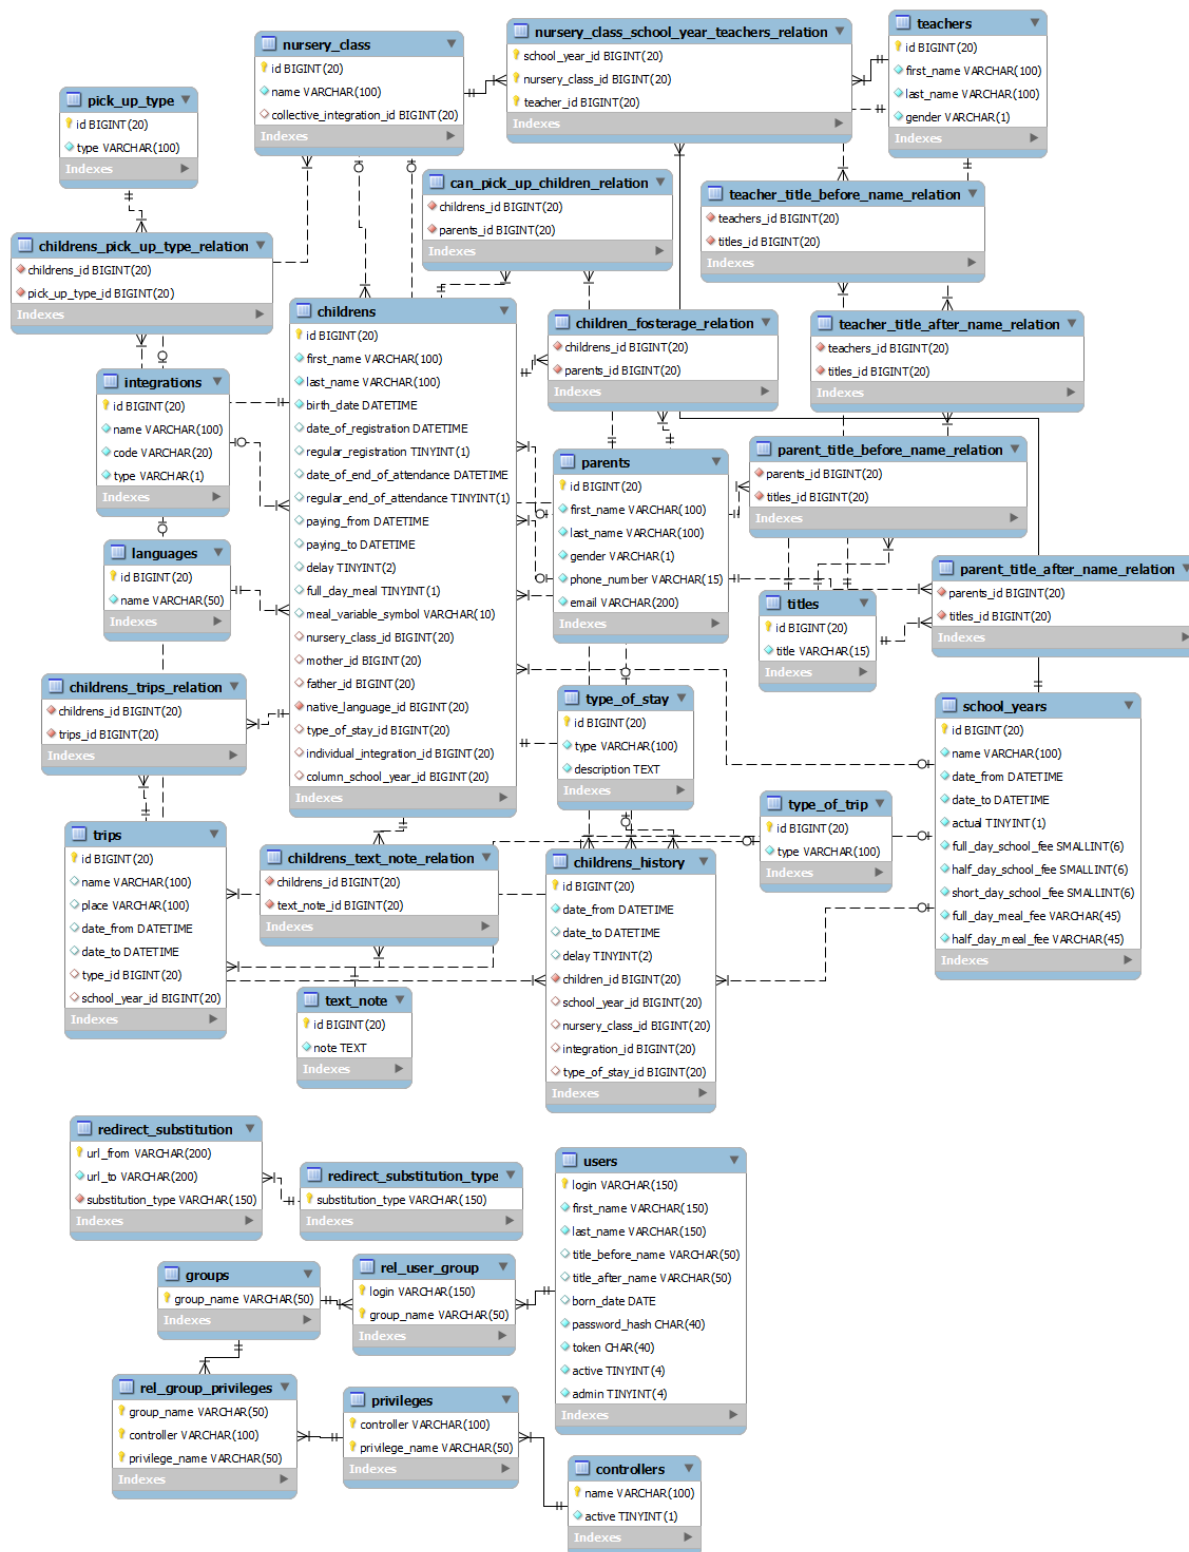 nursery_class
id BIGINT(20)
name VARCHAR(100)
collective_integration_id BIGINT(20)
Indexes
nursery_class_school_year_teachers_relation
school_year_id BIGINT(20)
nursery_class_id BIGINT(20)
teacher_id BIGINT(20)
Indexes
teachers
id BIGINT(20)
first_name VARCHAR(100)
last_name VARCHAR(100)
gender VARCHAR(1)
Indexes
pick_up_type
id BIGINT(20)
type VARCHAR(100)
Indexes
can_pick_up_children_relation
childrens_id BIGINT(20)
parents_id BIGINT(20)
Indexes
teacher_title_before_name_relation
teachers_id BIGINT(20)
titles_id BIGINT(20)
Indexes
childrens_pick_up_type_relation
childrens_id BIGINT(20)
pick_up_type_id BIGINT(20)
Indexes
childrens
id BIGINT(20)
first_name VARCHAR(100)
last_name VARCHAR(100)
birth_date DATETIME
date_of_registration DATETIME
regular_registration TINYINT(1)
date_of_end_of_attendance DATETIME
regular_end_of_attendance TINYINT(1)
paying_from DATETIME
paying_to DATETIME
delay TINYINT(2)
full_day_meal TINYINT(1)
meal_variable_symbol VARCHAR(10)
nursery_class_id BIGINT(20)
mother_id BIGINT(20)
father_id BIGINT(20)
native_language_id BIGINT(20)
type_of_stay_id BIGINT(20)
individual_integration_id BIGINT(20)
column_school_year_id BIGINT(20)
Indexes
children_fosterage_relation
childrens_id BIGINT(20)
parents_id BIGINT(20)
Indexes
teacher_title_after_name_relation
teachers_id BIGINT(20)
titles_id BIGINT(20)
Indexes
integrations
id BIGINT(20)
name VARCHAR(100)
code VARCHAR(20)
type VARCHAR(1)
Indexes
parents
id BIGINT(20)
first_name VARCHAR(100)
last_name VARCHAR(100)
gender VARCHAR(1)
phone_number VARCHAR(15)
email VARCHAR(200)
Indexes
parent_title_before_name_relation
parents_id BIGINT(20)
titles_id BIGINT(20)
Indexes
languages
id BIGINT(20)
name VARCHAR(50)
Indexes
titles
id BIGINT(20)
title VARCHAR(15)
Indexes
parent_title_after_name_relation
parents_id BIGINT(20)
titles_id BIGINT(20)
Indexes
childrens_trips_relation
childrens_id BIGINT(20)
trips_id BIGINT(20)
Indexes
type_of_stay
id BIGINT(20)
type VARCHAR(100)
description TEXT
Indexes
school_years
id BIGINT(20)
name VARCHAR(100)
date_from DATETIME
date_to DATETIME
actual TINYINT(1)
full_day_school_fee SMALLINT(6)
half_day_school_fee SMALLINT(6)
short_day_school_fee SMALLINT(6)
full_day_meal_fee VARCHAR(45)
half_day_meal_fee VARCHAR(45)
Indexes
type_of_trip
id BIGINT(20)
type VARCHAR(100)
Indexes
trips
id BIGINT(20)
name VARCHAR(100)
place VARCHAR(100)
date_from DATETIME
date_to DATETIME
type_id BIGINT(20)
school_year_id BIGINT(20)
Indexes
childrens_text_note_relation
childrens_id BIGINT(20)
text_note_id BIGINT(20)
Indexes
childrens_history
id BIGINT(20)
date_from DATETIME
date_to DATETIME
delay TINYINT(2)
children_id BIGINT(20)
school_year_id BIGINT(20)
nursery_class_id BIGINT(20)
integration_id BIGINT(20)
type_of_stay_id BIGINT(20)
Indexes
text_note
id BIGINT(20)
note TEXT
Indexes
redirect_substitution
url_from VARCHAR(200)
url_to VARCHAR(200)
substitution_type VARCHAR(150)
Indexes
redirect_substitution_type
substitution_type VARCHAR(150)
Indexes
users
login VARCHAR(150)
first_name VARCHAR(150)
last_name VARCHAR(150)
title_before_name VARCHAR(50)
title_after_name VARCHAR(50)
born_date DATE
password_hash CHAR(40)
token CHAR(40)
active TINYINT(4)
admin TINYINT(4)
Indexes
groups
group_name VARCHAR(50)
Indexes
rel_user_group
login VARCHAR(150)
group_name VARCHAR(50)
Indexes
rel_group_privileges
group_name VARCHAR(50)
controller VARCHAR(100)
privilege_name VARCHAR(50)
Indexes
privileges
controller VARCHAR(100)
privilege_name VARCHAR(50)
Indexes
controllers
name VARCHAR(100)
active TINYINT(1)
Indexes